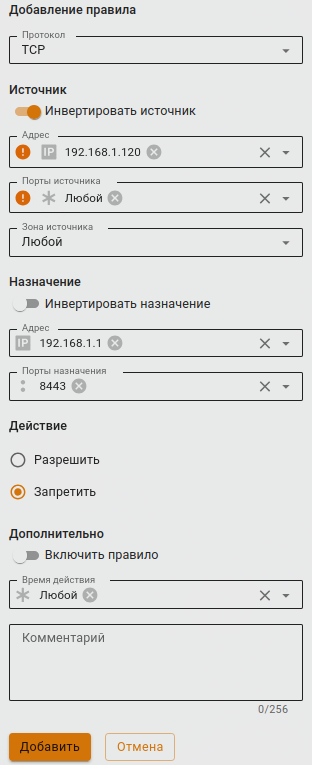 Добавление правила
Протокол
TCP
Источник
Инвертировать источник
Адрес
IP 192.168.1.120
Порты источника
Любой
Зона источника
Любой
Назначение
Инвертировать назначение
Адрес
IP 192.168.1.1
Порты назначения
8443
Действие
Разрешить
Запретить
Дополнительно
Включить правило
Время действия
Любой
Комментарий
0/256
Добавить Отмена